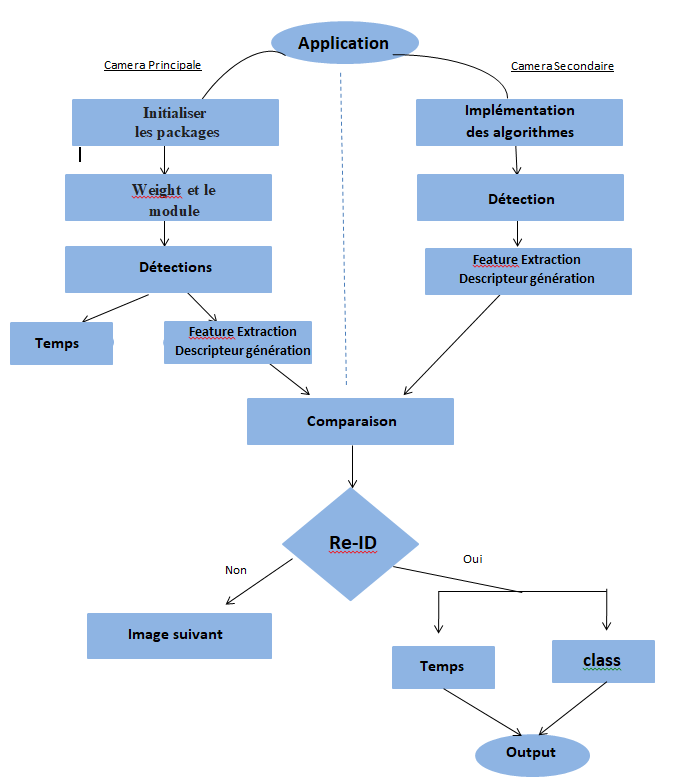 Application
Camera Principale
Camera Secondaire
Initialiser
les packages
Implémentation
des algorithmes
Weight et le
module
Détection
Détections
Feature Extraction
Descripteur génération
Temps
Feature Extraction
Descripteur génération
Comparaison
Re-ID
Non
Oui
Image suivant
Temps
class
Output